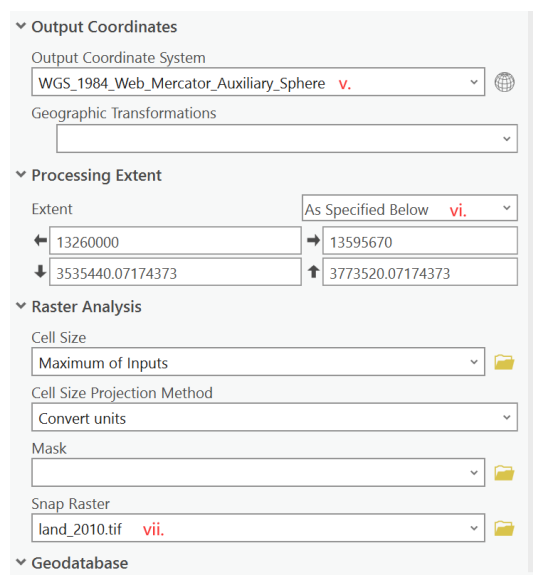 Output Coordinates
Output Coordinate System
WGS_1984_Web_Mercator_Auxiliary_Sphere v.
Geographic Transformations
Processing Extent
Extent As Specified Below vi.
13260000 13595670
3535440.07174373 3773520.07174373
Raster Analysis
Cell Size
Maximum of Inputs
Cell Size Projection Method
Convert units
Mask
Snap Raster
land_2010.tif vii.
Geodatabase